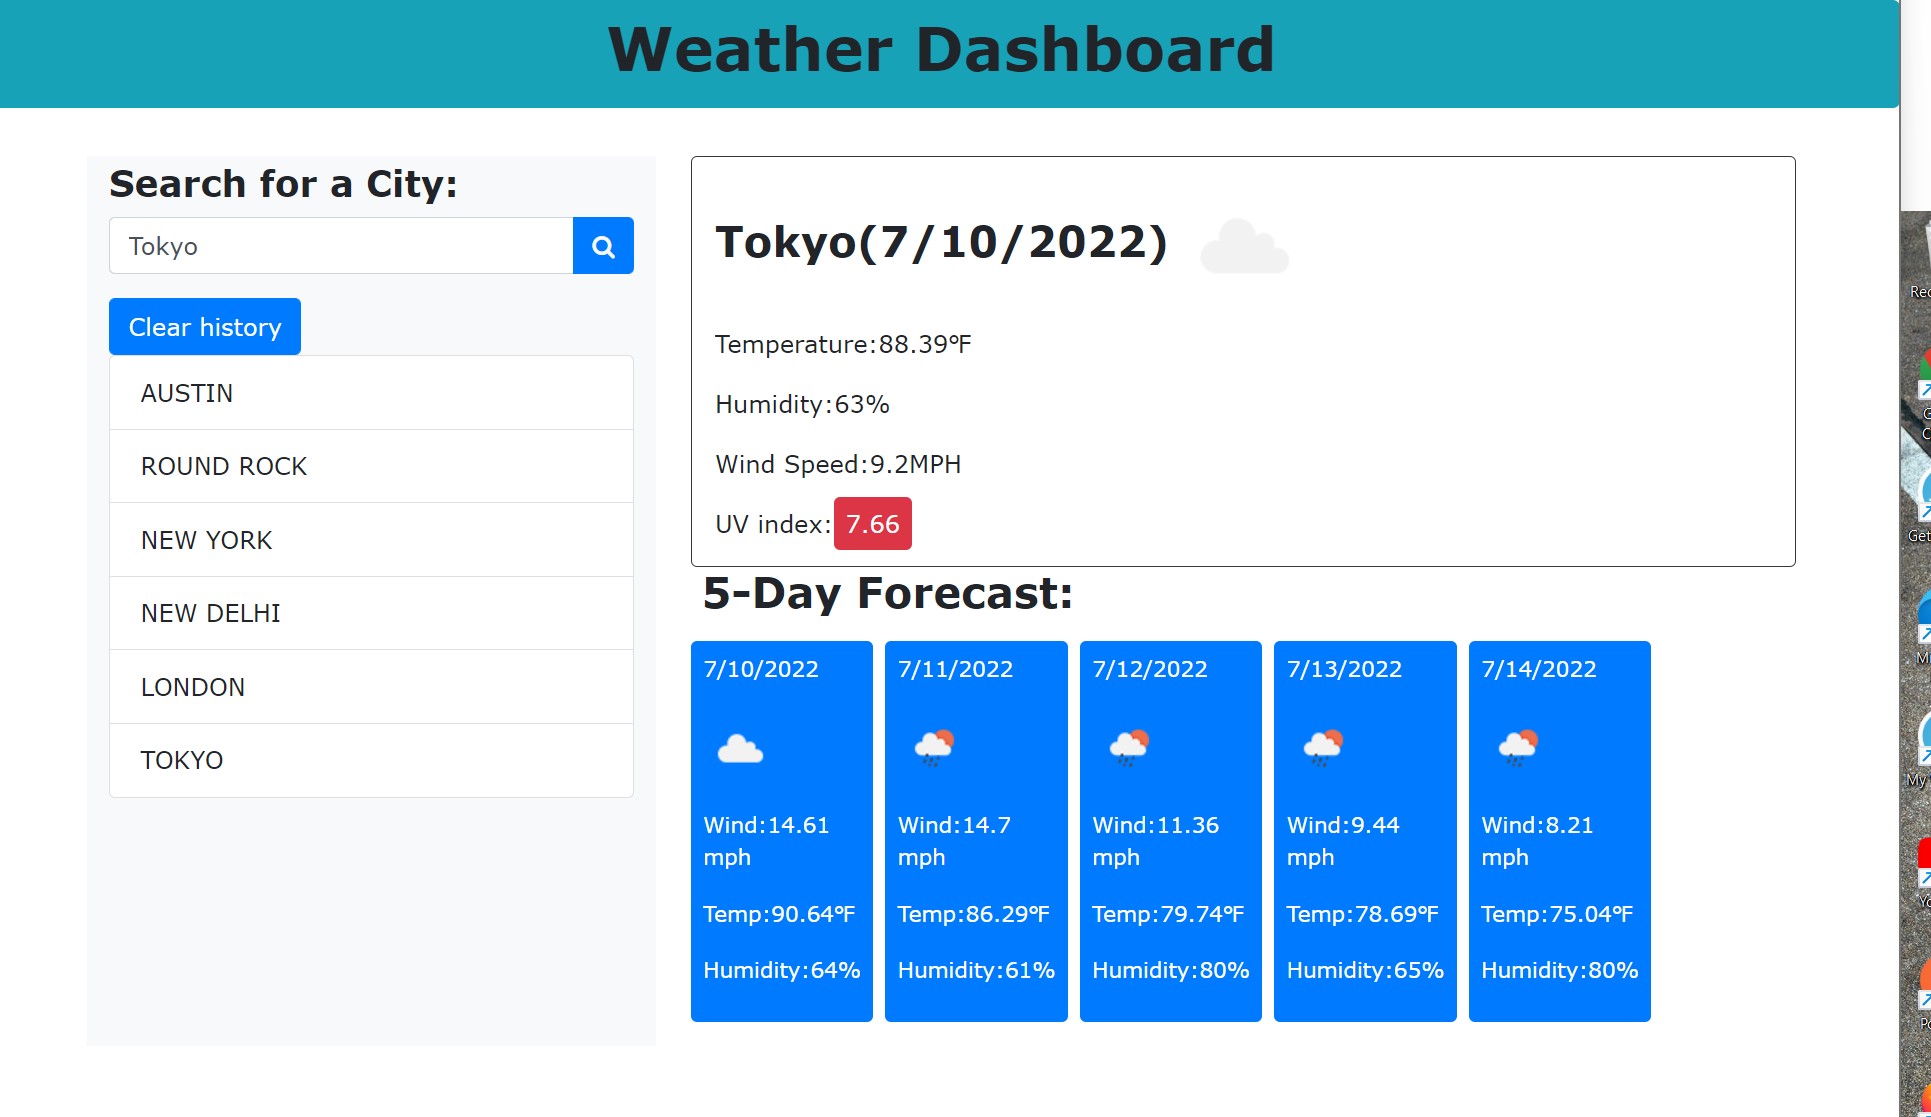 Weather Dashboard
Search for a City:
Tokyo
Clear history
AUSTIN
ROUND ROCK
NEW YORK
NEW DELHI
LONDON
TOKYO
Tokyo(7/10/2022)
Temperature:88.39°F
Humidity:63%
Wind Speed:9.2MPH
UV index:7.66
5-Day Forecast:
7/10/2022
Wind:14.61
mph
Temp:90.64°F
Humidity:64%
7/11/2022
Wind:14.7
mph
Temp:86.29°F
Humidity:61%
7/12/2022
Wind:11.36
mph
Temp:79.74°F
Humidity:80%
7/13/2022
Wind:9.44
mph
Temp:78.69°F
Humidity:65%
7/14/2022
Wind:8.21
mph
Temp:75.04°F
Humidity:80%
Get
My